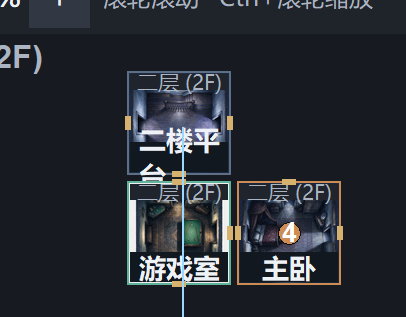 滚轮滚动 Ctrl+滚轮缩放
2F)
二层 (2F)
二楼平
台
二层 (2F)
游戏室
二层 (2F)
4
主卧